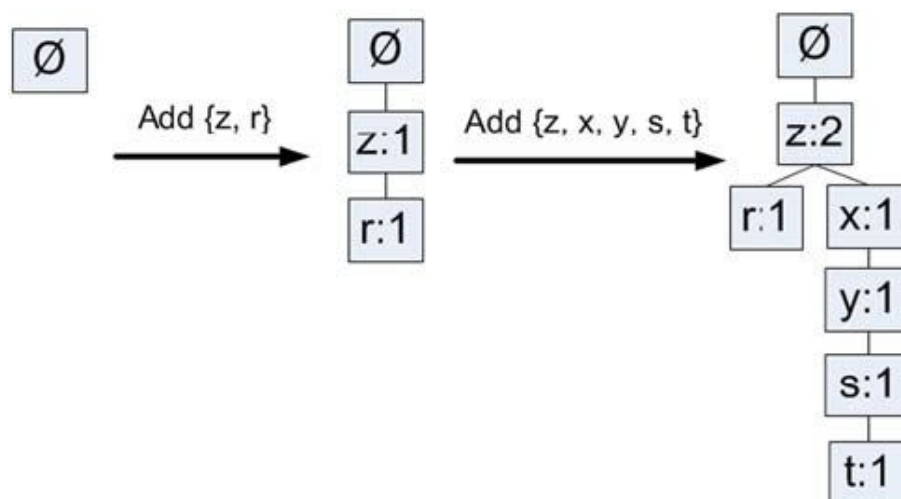 Ø
Add {z, r}
Ø
z:1
r:1
Add {z, x, y, s, t}
Ø
z:2
r:1
x:1
y:1
s:1
t:1